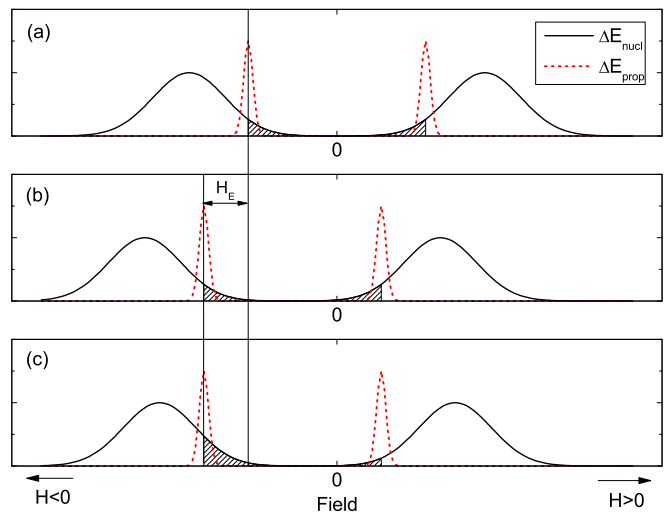 (a)
ΔE_nucl
ΔE_prop
0
(b)
H_E
0
(c)
0
H<0
Field
H>0